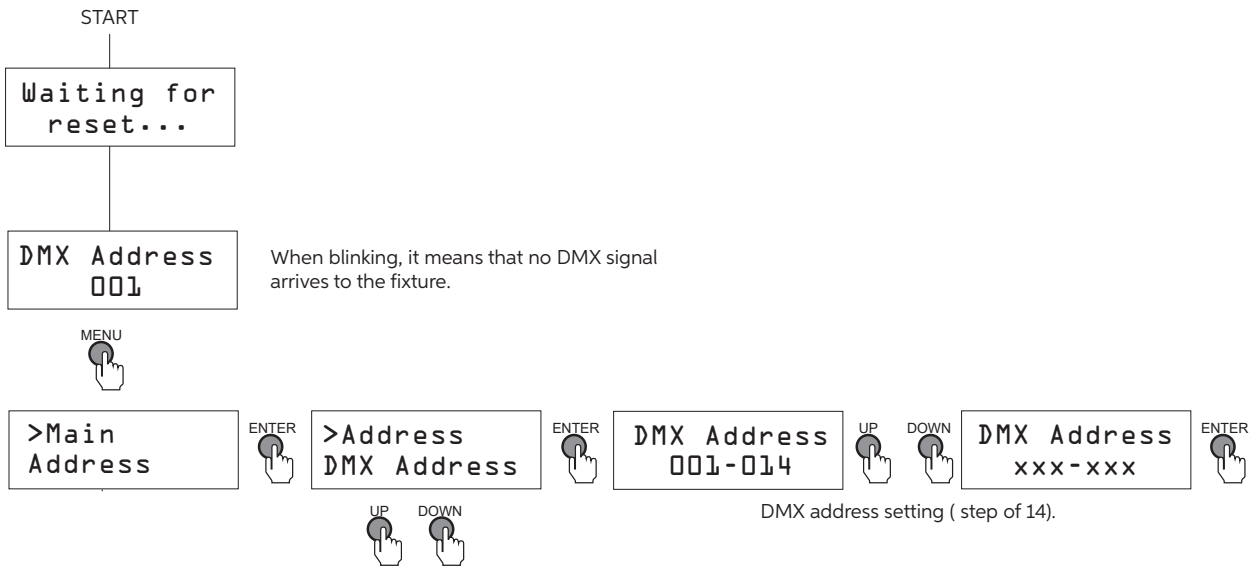 START
Waiting for
reset...
DMX Address
001
When blinking, it means that no DMX signal
arrives to the fixture.
MENU
>Main
Address
ENTER
>Address
DMX Address
ENTER
DMX Address
001-014
UP DOWN
DMX Address
xxx-xxx
ENTER
UP DOWN
DMX address setting ( step of 14).